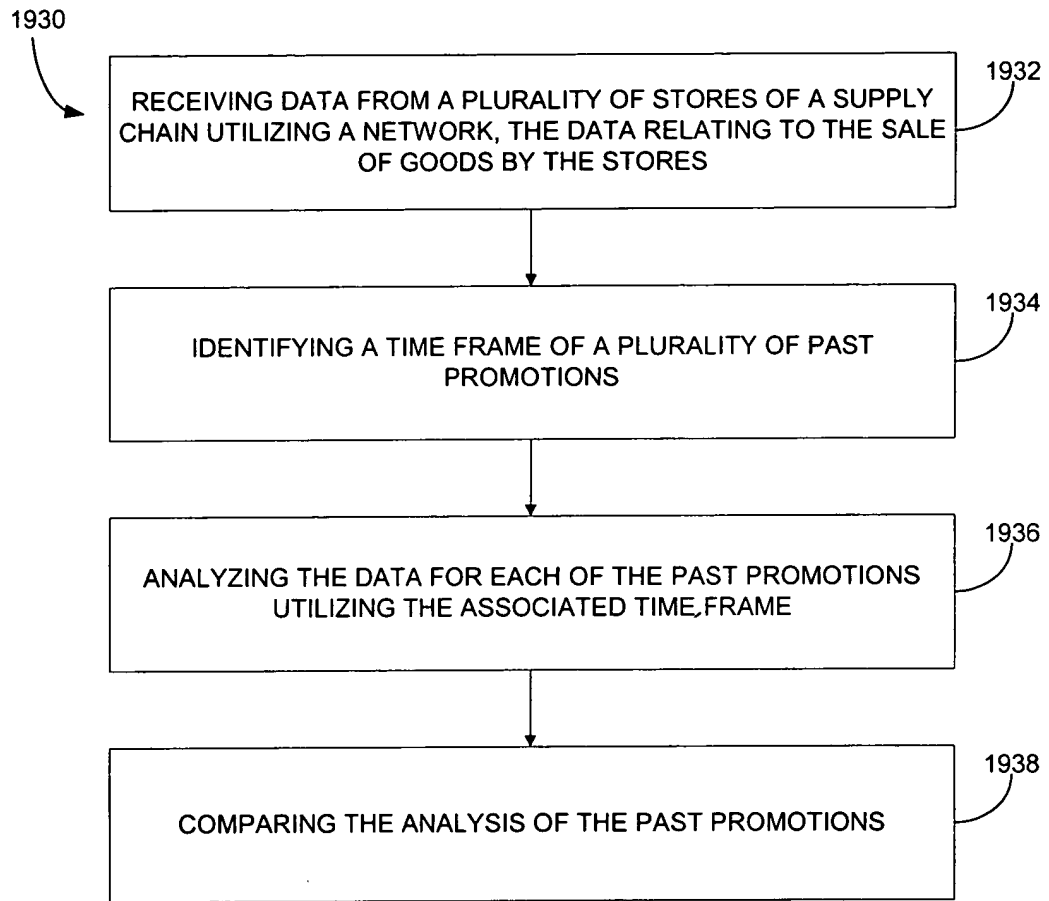 1930
1932
RECEIVING DATA FROM A PLURALITY OF STORES OF A SUPPLY
CHAIN UTILIZING A NETWORK, THE DATA RELATING TO THE SALE
OF GOODS BY THE STORES
1934
IDENTIFYING A TIME FRAME OF A PLURALITY OF PAST
PROMOTIONS
1936
ANALYZING THE DATA FOR EACH OF THE PAST PROMOTIONS
UTILIZING THE ASSOCIATED TIME FRAME
1938
COMPARING THE ANALYSIS OF THE PAST PROMOTIONS